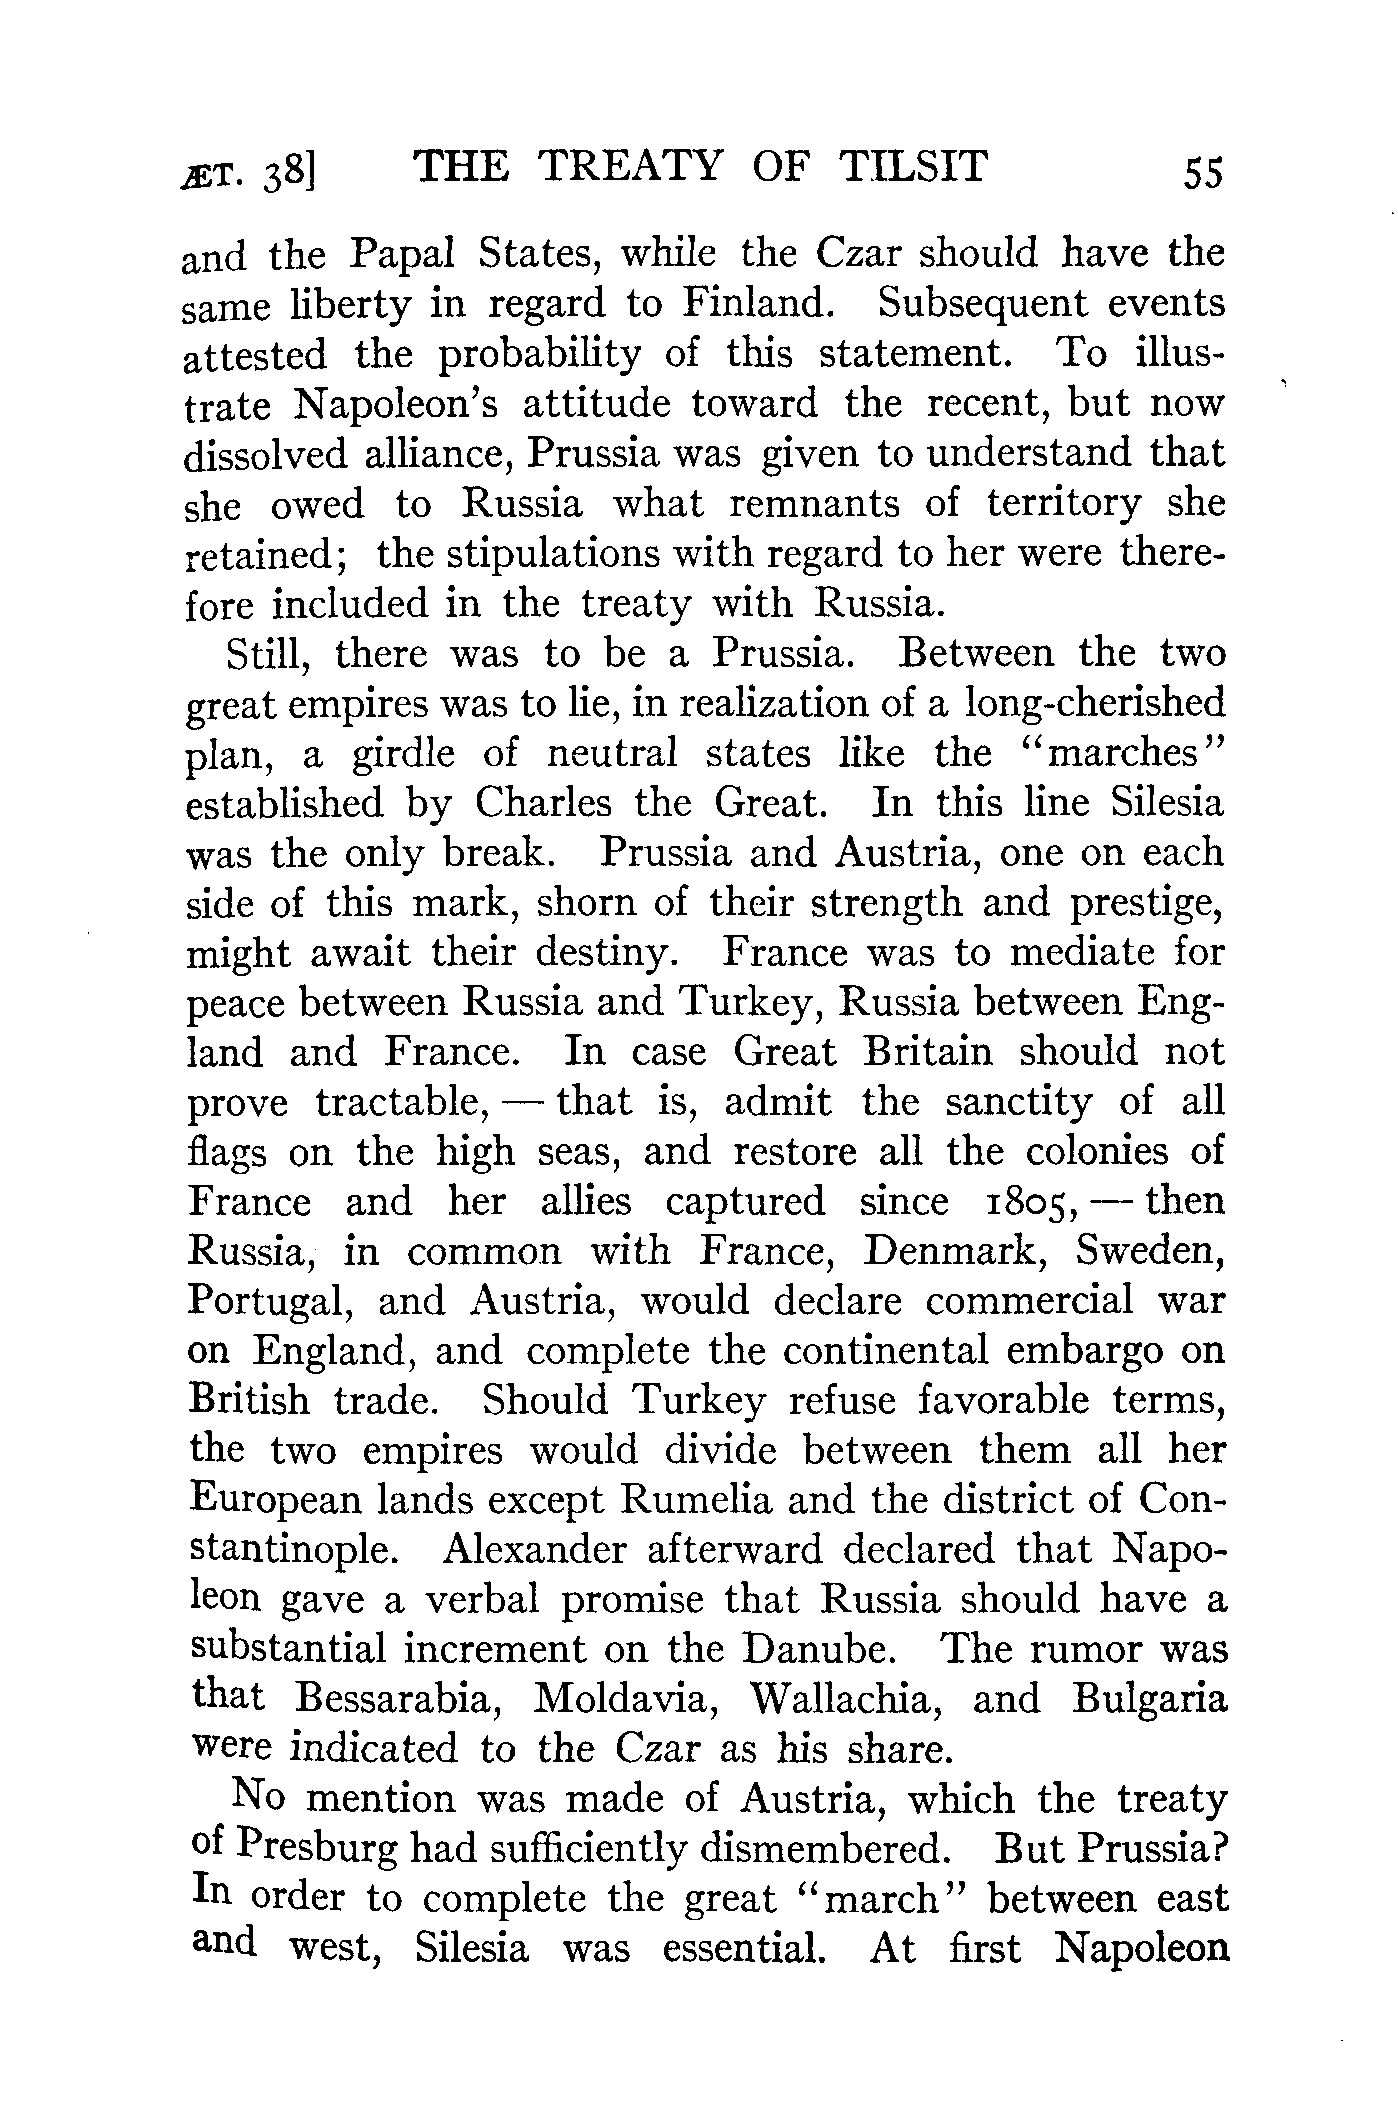 ÆT. 38] THE TREATY OF TILSIT 55
and the Papal States, while the Czar should have the
same liberty in regard to Finland. Subsequent events
attested the probability of this statement. To illus-
trate Napoleon's attitude toward the recent, but now
dissolved alliance, Prussia was given to understand that
she owed to Russia what remnants of territory she
retained; the stipulations with regard to her were there-
fore included in the treaty with Russia.
Still, there was to be a Prussia. Between the two
great empires was to lie, in realization of a long-cherished
plan, a girdle of neutral states like the "marches"
established by Charles the Great. In this line Silesia
was the only break. Prussia and Austria, one on each
side of this mark, shorn of their strength and prestige,
might await their destiny. France was to mediate for
peace between Russia and Turkey, Russia between Eng-
land and France. In case Great Britain should not
prove tractable, — that is, admit the sanctity of all
flags on the high seas, and restore all the colonies of
France and her allies captured since 1805, — then
Russia, in common with France, Denmark, Sweden,
Portugal, and Austria, would declare commercial war
on England, and complete the continental embargo on
British trade. Should Turkey refuse favorable terms,
the two empires would divide between them all her
European lands except Rumelia and the district of Con-
stantinople. Alexander afterward declared that Napo-
leon gave a verbal promise that Russia should have a
substantial increment on the Danube. The rumor was
that Bessarabia, Moldavia, Wallachia, and Bulgaria
were indicated to the Czar as his share.
No mention was made of Austria, which the treaty
of Presburg had sufficiently dismembered. But Prussia?
In order to complete the great "march" between east
and west, Silesia was essential. At first Napoleon